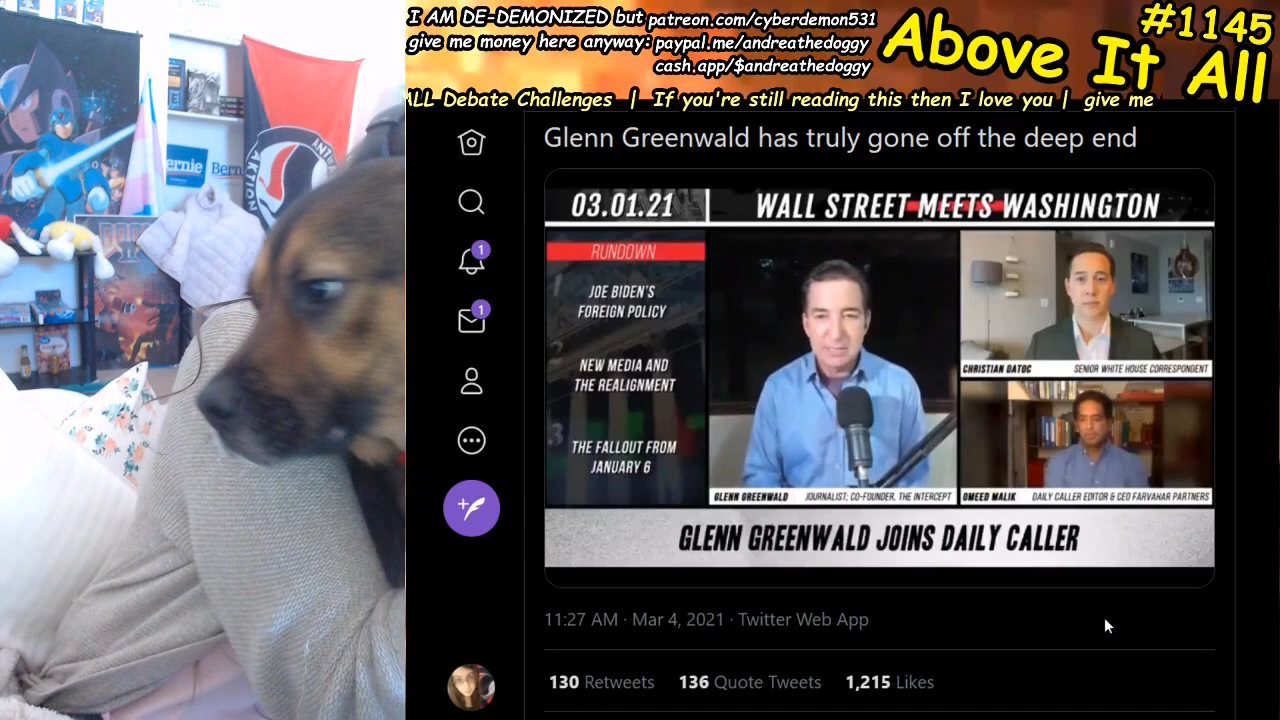 I AM DE-DEMONIZED but patreon.com/cyberdemon531
give me money here anyway: paypal.me/andreathedoggy
cash.app/$andreathedoggy
Above It All
#1145
ALL Debate Challenges | If you're still reading this then I love you | give me
Bernie
Bern
AKTION
Glenn Greenwald has truly gone off the deep end
1
1
03.01.21
WALL STREET MEETS WASHINGTON
RUNDOWN
JOE BIDEN'S
FOREIGN POLICY
NEW MEDIA AND
THE REALIGNMENT
THE FALLOUT FROM
JANUARY 6
CHRISTIAN DATOC SENIOR WHITE HOUSE CORRESPONDENT
GLENN GREENWALD JOURNALIST; CO-FOUNDER, THE INTERCEPT
OMEED MALIK DAILY CALLER EDITOR & CEO FARVAHAR PARTNERS
GLENN GREENWALD JOINS DAILY CALLER
11:27 AM · Mar 4, 2021 · Twitter Web App
130 Retweets 136 Quote Tweets 1,215 Likes